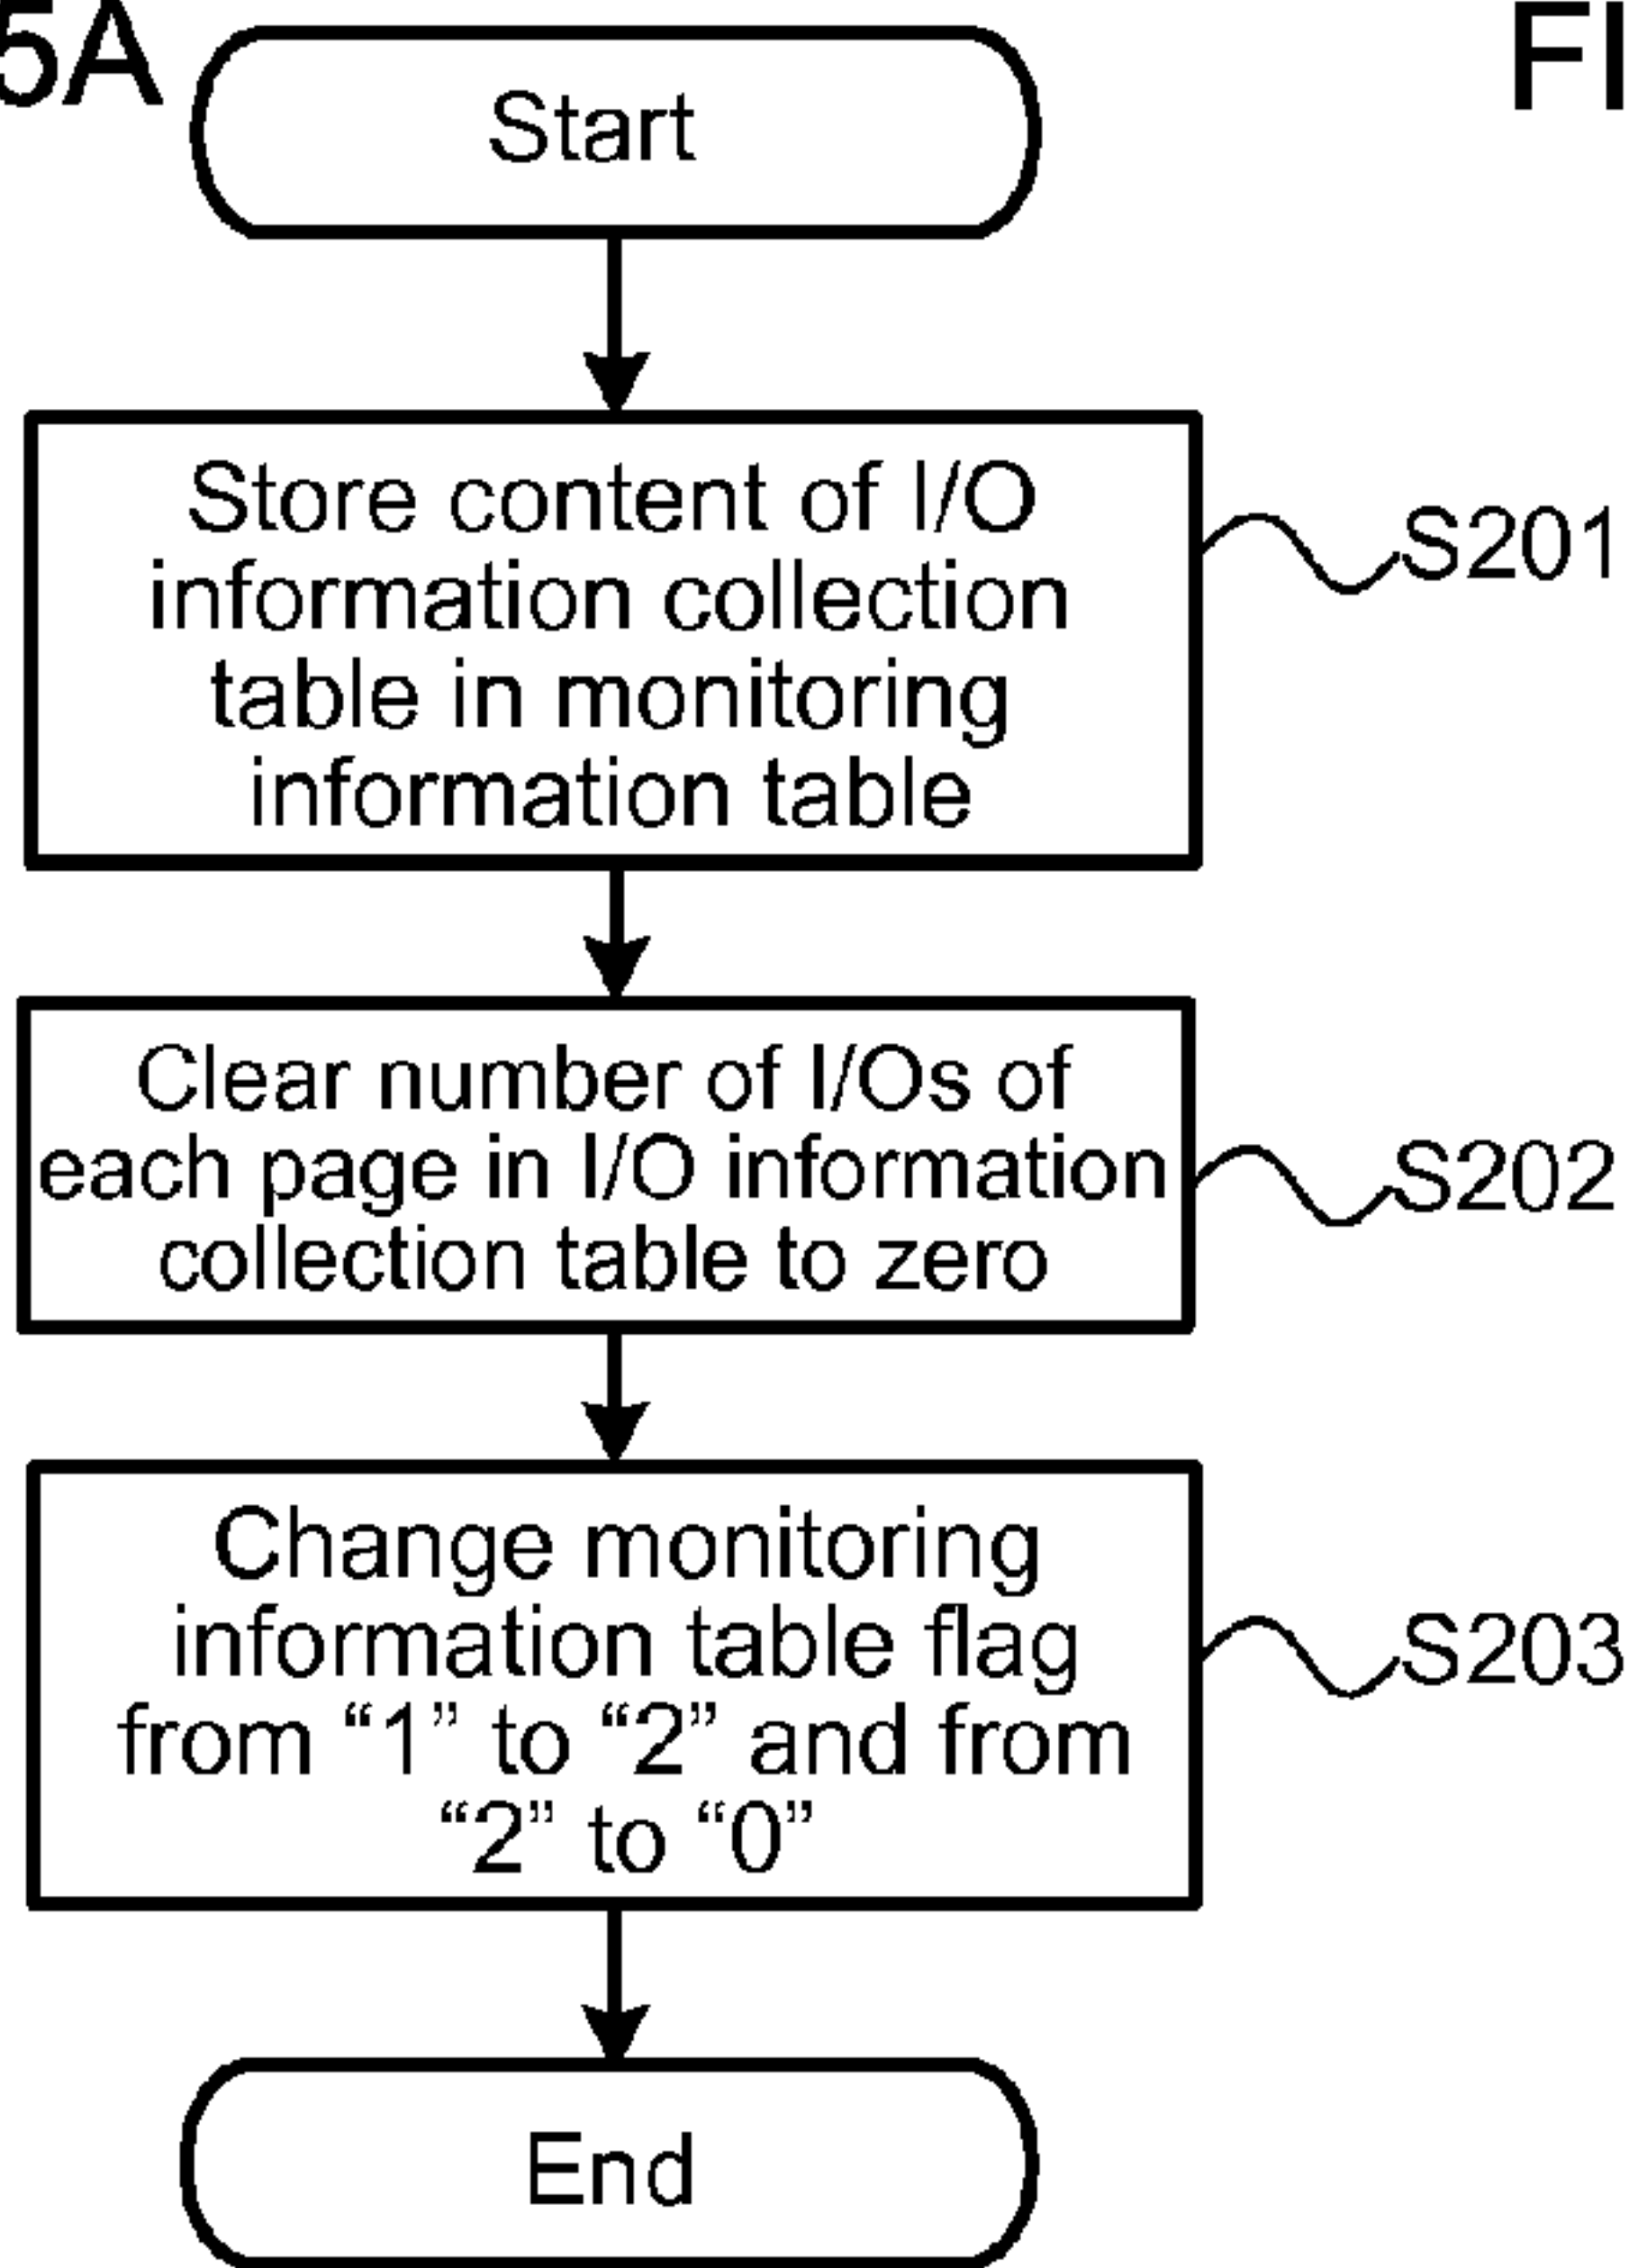 5A
FI
Start
Store content of I/O
information collection
table in monitoring
information table
S201
Clear number of I/Os of
each page in I/O information
collection table to zero
S202
Change monitoring
information table flag
from “1” to “2” and from
“2” to “0”
S203
End